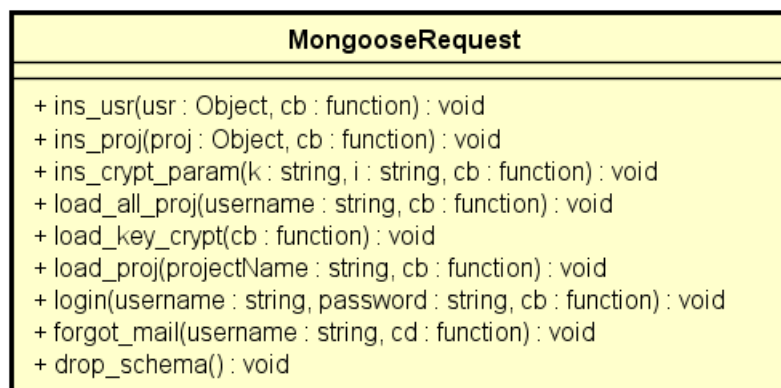 MongooseRequest
+ ins_usr(usr : Object, cb : function) : void
+ ins_proj(proj : Object, cb : function) : void
+ ins_crypt_param(k : string, i : string, cb : function) : void
+ load_all_proj(username : string, cb : function) : void
+ load_key_crypt(cb : function) : void
+ load_proj(projectName : string, cb : function) : void
+ login(username : string, password : string, cb : function) : void
+ forgot_mail(username : string, cd : function) : void
+ drop_schema() : void